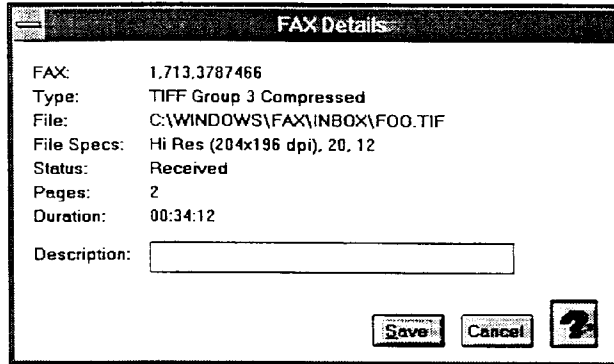 FAX Details
FAX: 1,713,3787466
Type: TIFF Group 3 Compressed
File: C:\WINDOWS\FAX\INBOX\FOO.TIF
File Specs: Hi Res (204x196 dpi), 20, 12
Status: Received
Pages: 2
Duration: 00:34:12
Description:
Save Cancel ?